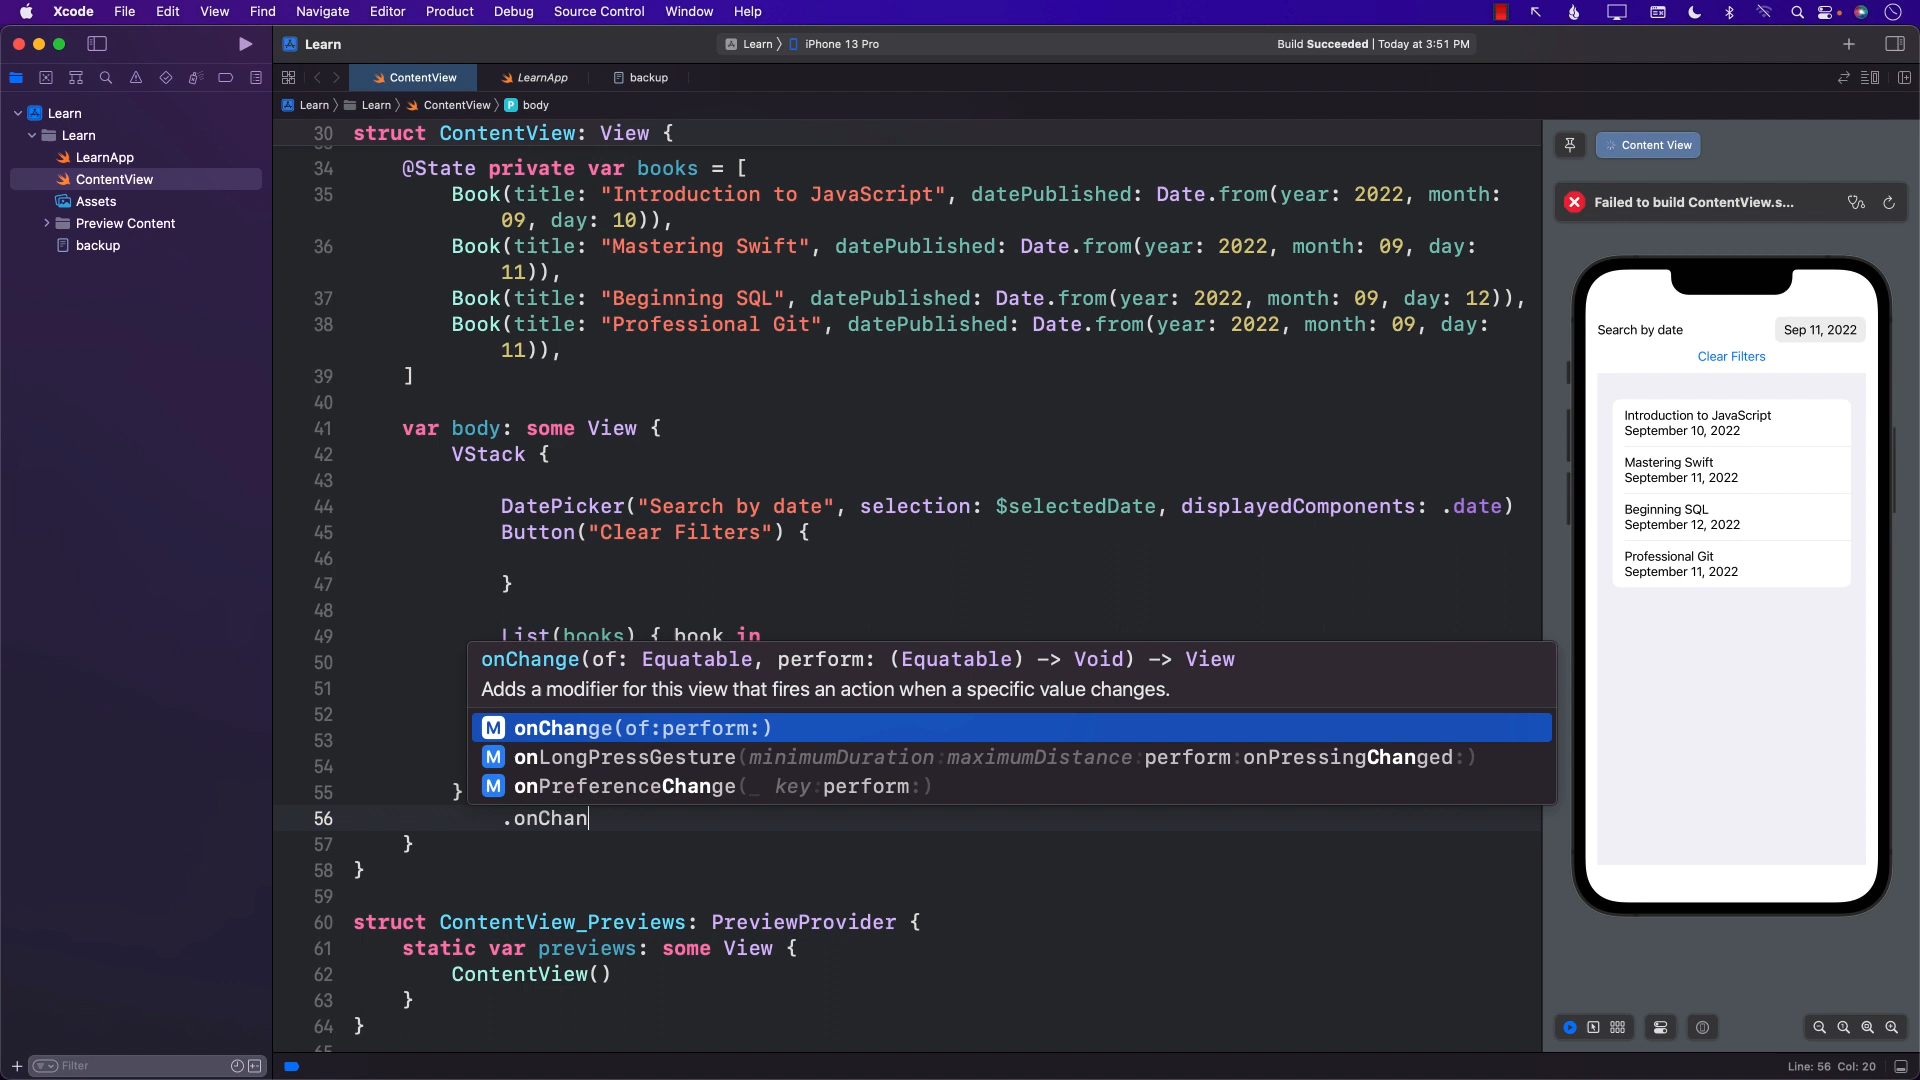 Xcode File Edit View Find Navigate Editor Product Debug Source Control Window Help
Learn
Learn 〉 iPhone 13 Pro
Build Succeeded | Today at 3:51 PM
ContentView
LearnApp
backup
Learn 〉 Learn 〉 ContentView 〉 P body
Learn
Learn
LearnApp
ContentView
Assets
Preview Content
backup
Filter
30 struct ContentView: View {
34 @State private var books = [
35 Book(title: "Introduction to JavaScript", datePublished: Date.from(year: 2022, month:
09, day: 10)),
36 Book(title: "Mastering Swift", datePublished: Date.from(year: 2022, month: 09, day:
11)),
37 Book(title: "Beginning SQL", datePublished: Date.from(year: 2022, month: 09, day: 12)),
38 Book(title: "Professional Git", datePublished: Date.from(year: 2022, month: 09, day:
11)),
39 ]
40
41 var body: some View {
42 VStack {
43
44 DatePicker("Search by date", selection: $selectedDate, displayedComponents: .date)
45 Button("Clear Filters") {
46
47 }
48
49 List(books) { book in
50
51
52
53
54
55 }
onChange(of: Equatable, perform: (Equatable) -> Void) -> View
Adds a modifier for this view that fires an action when a specific value changes.
M onChange(of:perform:)
M onLongPressGesture(minimumDuration:maximumDistance:perform:onPressingChanged:)
M onPreferenceChange(_ key:perform:)
56 .onChan
57 }
58 }
59
60 struct ContentView_Previews: PreviewProvider {
61 static var previews: some View {
62 ContentView()
63 }
64 }
65
Content View
Failed to build ContentView.s...
Search by date Sep 11, 2022
Clear Filters
Introduction to JavaScript
September 10, 2022
Mastering Swift
September 11, 2022
Beginning SQL
September 12, 2022
Professional Git
September 11, 2022
Line: 56 Col: 20